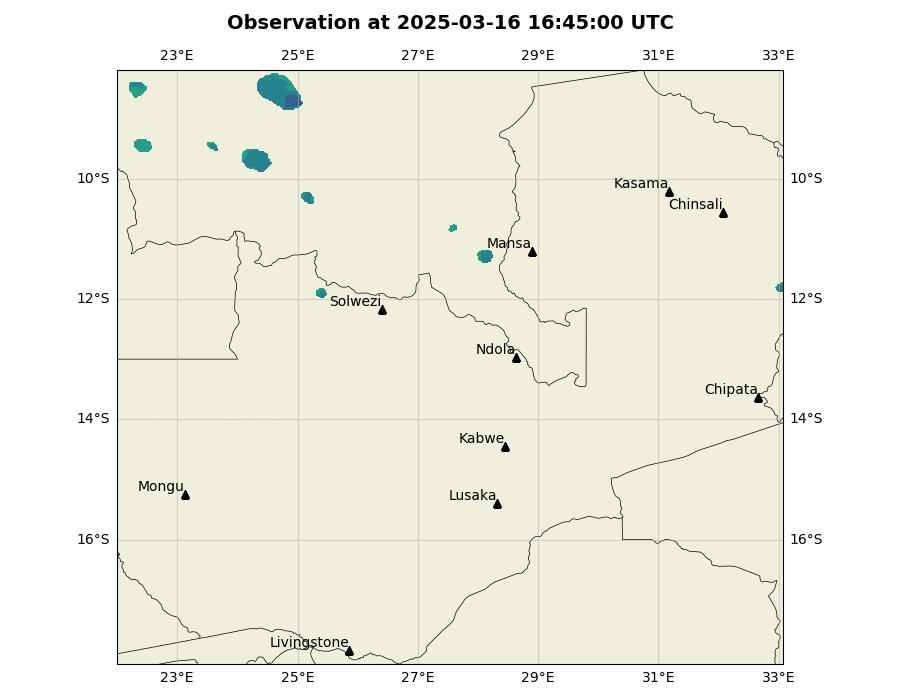 Observation at 2025-03-16 16:45:00 UTC
23°E 25°E 27°E 29°E 31°E 33°E
10°S 10°S
Kasama
Chinsali
Mansa
12°S 12°S
Solwezi
Ndola
Chipata
14°S 14°S
Kabwe
Mongu
Lusaka
16°S 16°S
Livingstone
23°E 25°E 27°E 29°E 31°E 33°E